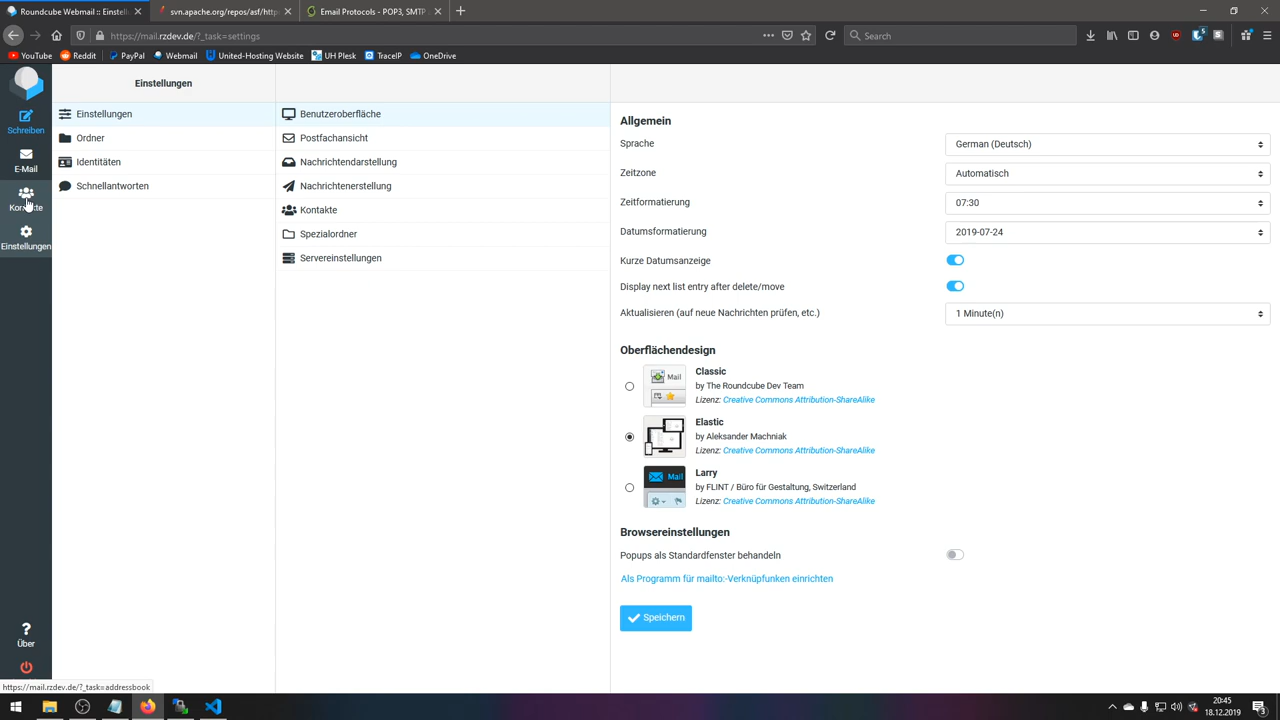 Roundcube Webmail :: Einstell
svn.apache.org/repos/asf/http
Email Protocols - POP3, SMTP
https://mail.rzdev.de/?_task=settings
Search
YouTube
Reddit
PayPal
Webmail
United-Hosting Website
UH Plesk
TraceIP
OneDrive
Schreiben
E-Mail
Einstellungen
Über
Einstellungen
Einstellungen
Ordner
Identitäten
Schnellantworten
Benutzeroberfläche
Postfachansicht
Nachrichtendarstellung
Nachrichtenerstellung
Kontakte
Spezialordner
Servereinstellungen
Allgemein
Sprache
German (Deutsch)
Zeitzone
Automatisch
Zeitformatierung
07:30
Datumsformatierung
2019-07-24
Kurze Datumsanzeige
Display next list entry after delete/move
Aktualisieren (auf neue Nachrichten prüfen, etc.)
1 Minute(n)
Oberflächendesign
Mail
Classic
by The Roundcube Dev Team
Lizenz: Creative Commons Attribution-ShareAlike
Elastic
by Aleksander Machniak
Lizenz: Creative Commons Attribution-ShareAlike
Mail
Larry
by FLINT / Büro für Gestaltung, Switzerland
Lizenz: Creative Commons Attribution-ShareAlike
Browsereinstellungen
Popups als Standardfenster behandeln
Als Programm für mailto:-Verknüpfunken einrichten
Speichern
https://mail.rzdev.de/?_task=addressbook
20:45
18.12.2019
3